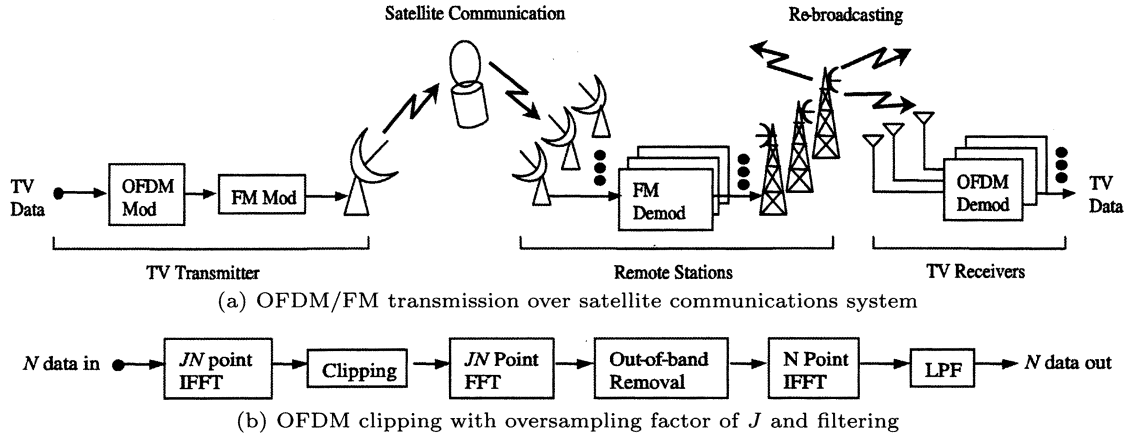 Satellite Communication
Re-broadcasting
TV
Data
OFDM
Mod
FM Mod
FM
Demod
OFDM
Demod
TV
Data
TV Transmitter
Remote Stations
TV Receivers
(a) OFDM/FM transmission over satellite communications system
N data in
JN point
IFFT
Clipping
JN Point
FFT
Out-of-band
Removal
N Point
IFFT
LPF
N data out
(b) OFDM clipping with oversampling factor of J and filtering